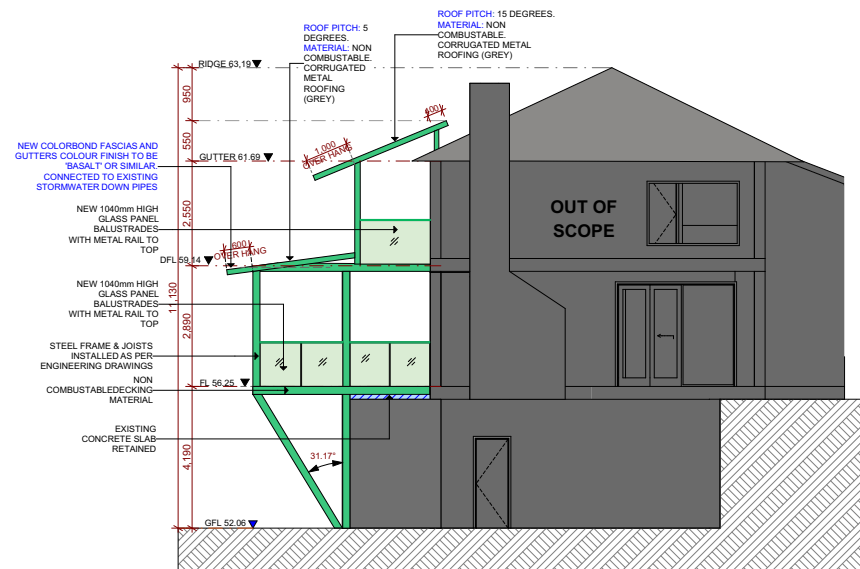 ROOF PITCH: 5
DEGREES.
MATERIAL: NON
COMBUSTABLE.
CORRUGATED
METAL
ROOFING
(GREY)
ROOF PITCH: 15 DEGREES.
MATERIAL: NON
COMBUSTABLE.
CORRUGATED METAL
ROOFING (GREY)
RIDGE 63.19
950
400
550
1,000
OVER HANG
NEW COLORBOND FASCIAS AND
GUTTERS COLOUR FINISH TO BE
'BASALT' OR SIMILAR,
CONNECTED TO EXISTING
STORMWATER DOWN PIPES
GUTTER 61.69
NEW 1040mm HIGH
GLASS PANEL
BALUSTRADES
WITH METAL RAIL TO
TOP
2,550
OUT OF
SCOPE
600
OVER HANG
DFL 59.14
NEW 1040mm HIGH
GLASS PANEL
BALUSTRADES
WITH METAL RAIL TO
TOP
11,130
2,890
STEEL FRAME & JOISTS
INSTALLED AS PER
ENGINEERING DRAWINGS
FL 56.25
NON
COMBUSTABLEDECKING
MATERIAL
EXISTING
CONCRETE SLAB
RETAINED
4,190
31.17°
GFL 52.06